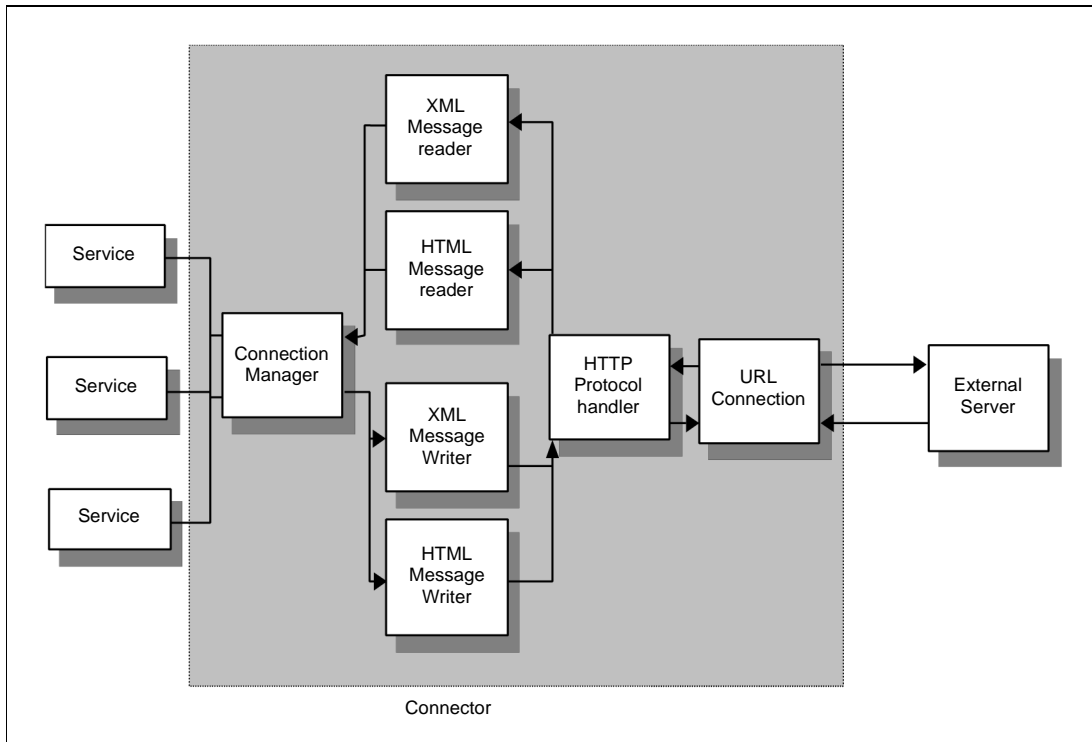 XML
Message
reader
HTML
Message
reader
Service
Service
Service
Connection
Manager
XML
Message
Writer
HTML
Message
Writer
HTTP
Protocol
handler
URL
Connection
External
Server
Connector